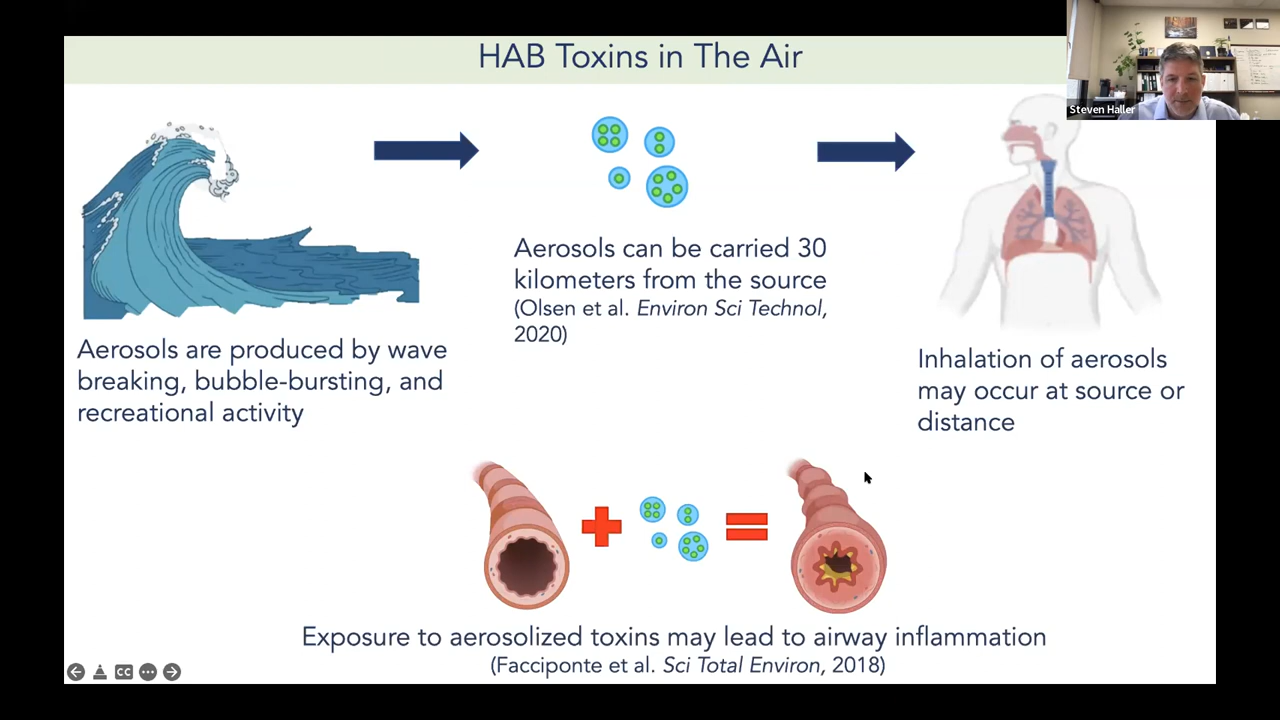 HAB Toxins in The Air
Steven Haller
Aerosols can be carried 30
kilometers from the source
(Olsen et al. Environ Sci Technol,
2020)
Aerosols are produced by wave
breaking, bubble-bursting, and
recreational activity
Inhalation of aerosols
may occur at source or
distance
Exposure to aerosolized toxins may lead to airway inflammation
(Facciponte et al. Sci Total Environ, 2018)
CC